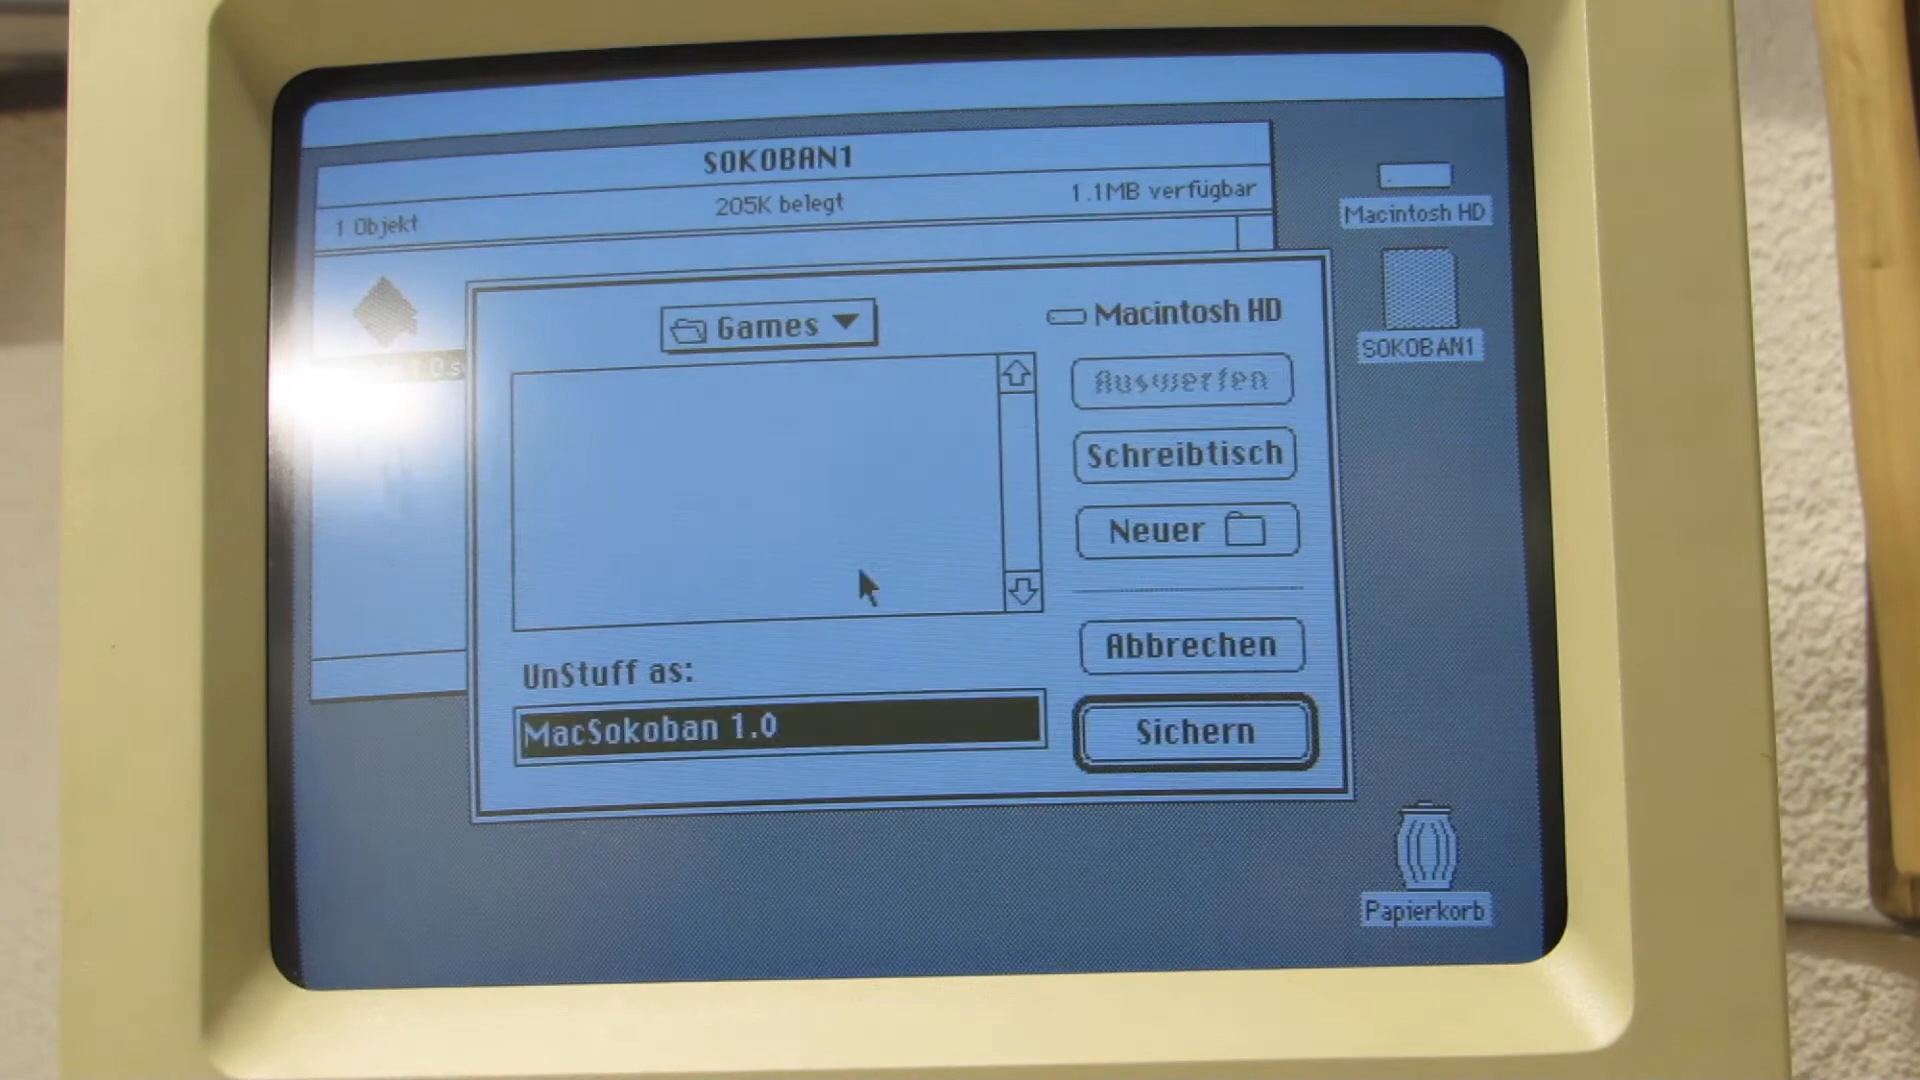 SOKOBAN1
1 Objekt
205K belegt
1.1MB verfügbar
Macintosh HD
SOKOBAN1
Games
Macintosh HD
Auswerfen
Schreibtisch
Neuer
UnStuff as:
Abbrechen
MacSokoban 1.0
Sichern
Papierkorb